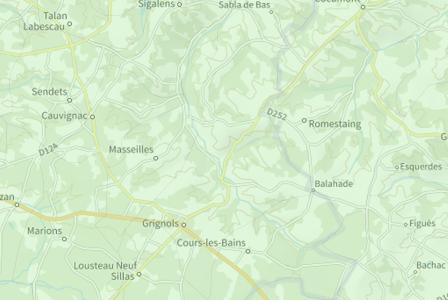 Sigalens
Sabla de Bas
Talan
Labescau
Sendets
Cauvignac
D252
Romestaing
D124
Masseilles
Esquerdes
Balahade
Grignols
Figuès
Marions
Cours-les-Bains
Lousteau Neuf
Sillas
Bachac